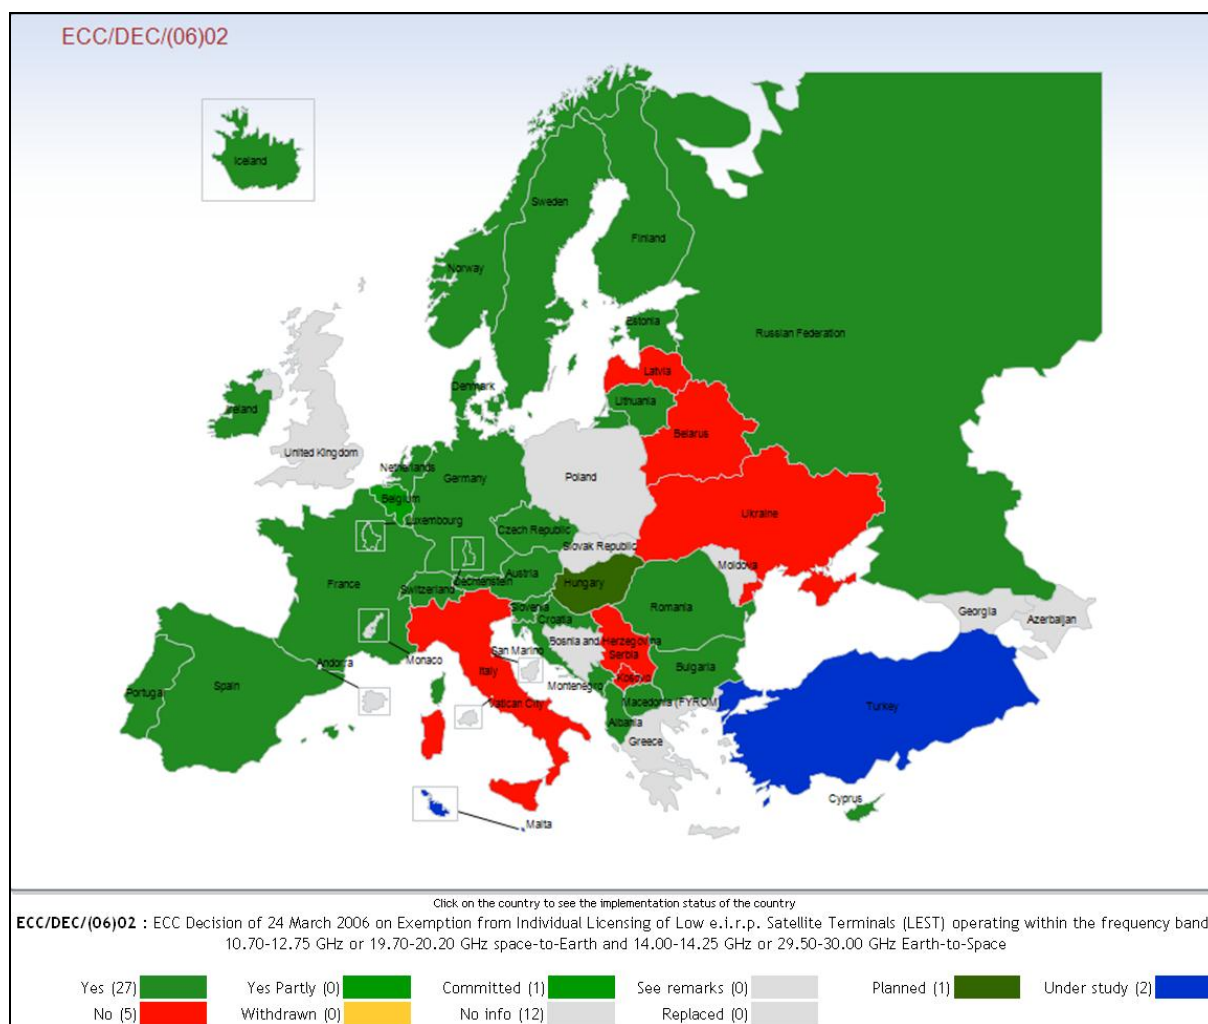 ECC/DEC/(06)02
Iceland
Sweden
Finland
Norway
Estonia
Russian Federation
Latvia
Denmark
Lithuania
Ireland
Belarus
United Kingdom
Netherlands
Germany
Poland
Belgium
Ukraine
Luxembourg
Czech Republic
Slovak Republic
Moldova
France
Switzerland
Liechtenstein
Austria
Hungary
Slovenia
Croatia
Romania
Georgia
Azerbaijan
Bosnia and Herzegovina
San Marino
Serbia
Andorra
Monaco
Italy
Kosovo
Bulgaria
Portugal
Spain
Montenegro
Vatican City
Macedonia (FYROM)
Turkey
Albania
Greece
Cyprus
Malta
Click on the country to see the implementation status of the country
ECC/DEC/(06)02 : ECC Decision of 24 March 2006 on Exemption from Individual Licensing of Low e.i.r.p. Satellite Terminals (LEST) operating within the frequency band
10.70-12.75 GHz or 19.70-20.20 GHz space-to-Earth and 14.00-14.25 GHz or 29.50-30.00 GHz Earth-to-Space
Yes (27) Yes Partly (0) Committed (1) See remarks (0) Planned (1) Under study (2)
No (5) Withdrawn (0) No info (12) Replaced (0)